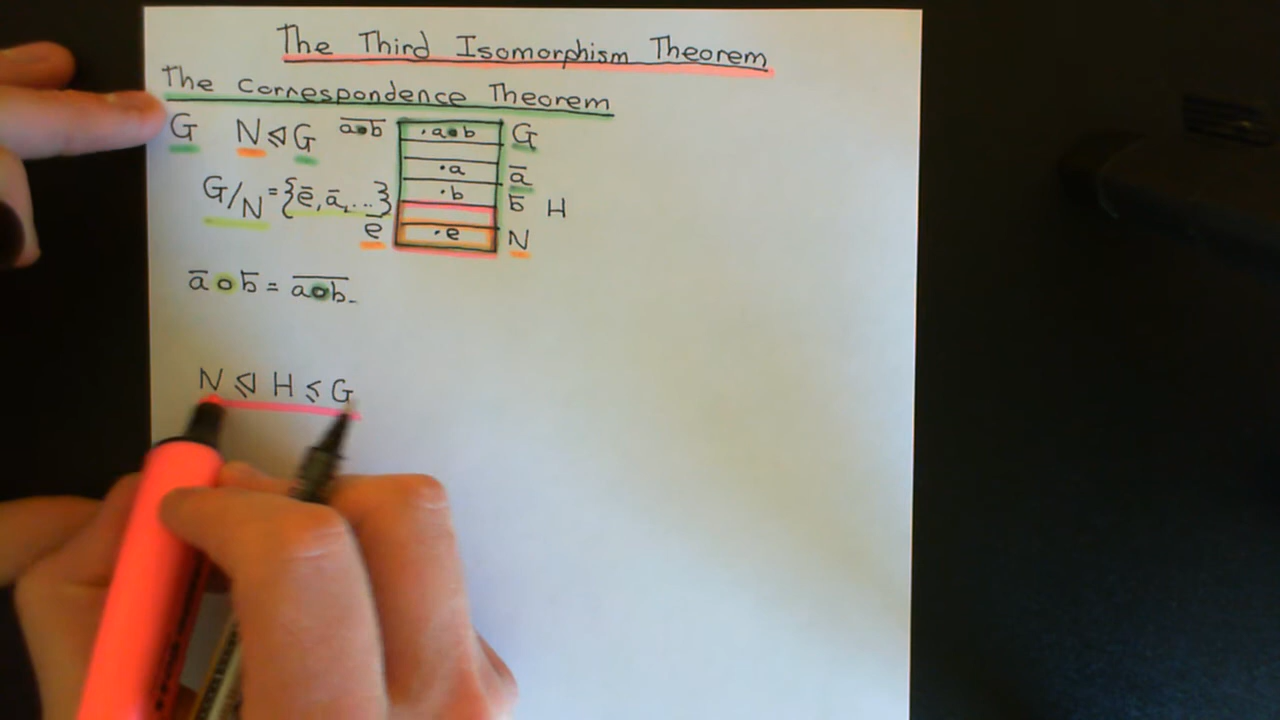 The Third Isomorphism Theorem
The Correspondence Theorem
G N ⊲ G a∘b ·a∘b G
·a ā
G/N = {ē, ā, ...} ·b b̄ H
ē ·e N
ā ∘ b̄ = a∘b
N ⊴ H ≤ G